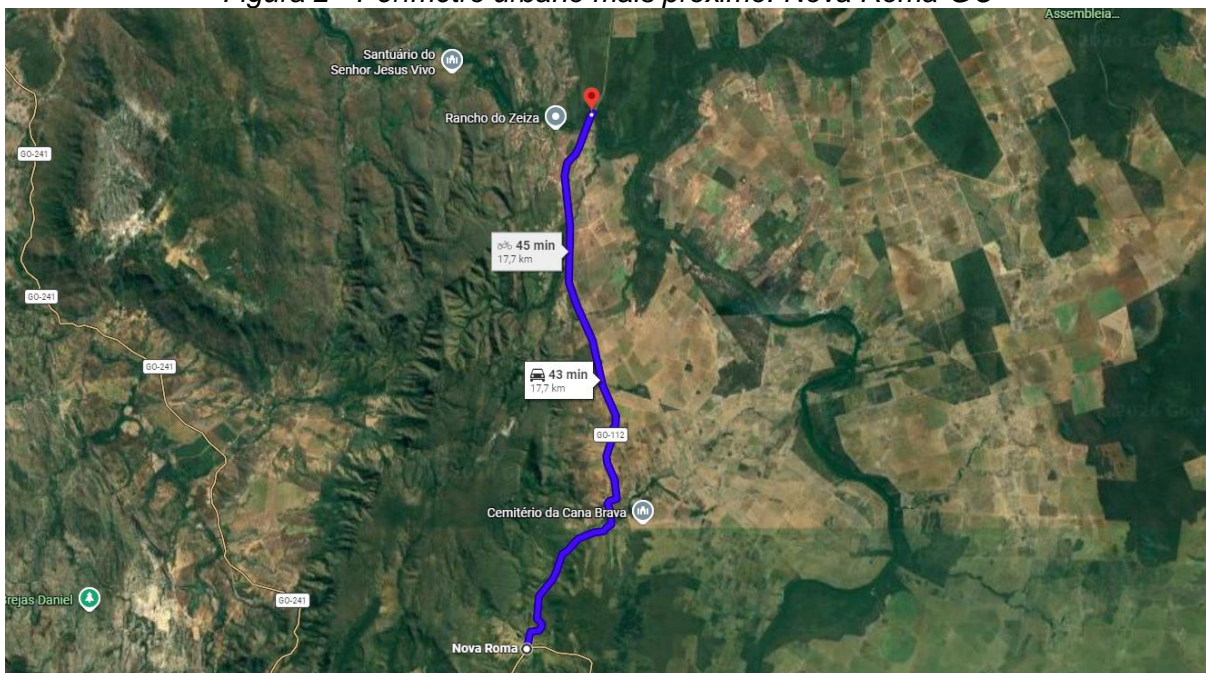 Figura 2 - Perímetro urbano mais próximo: Nova Roma-GO
Assembleia...
Santuário do
Senhor Jesus Vivo
Rancho do Zeiza
GO-241
45 min
17,7 km
GO-241
GO-241
43 min
17,7 km
GO-112
Cemitério da Cana Brava
rejas Daniel
GO-241
Nova Roma